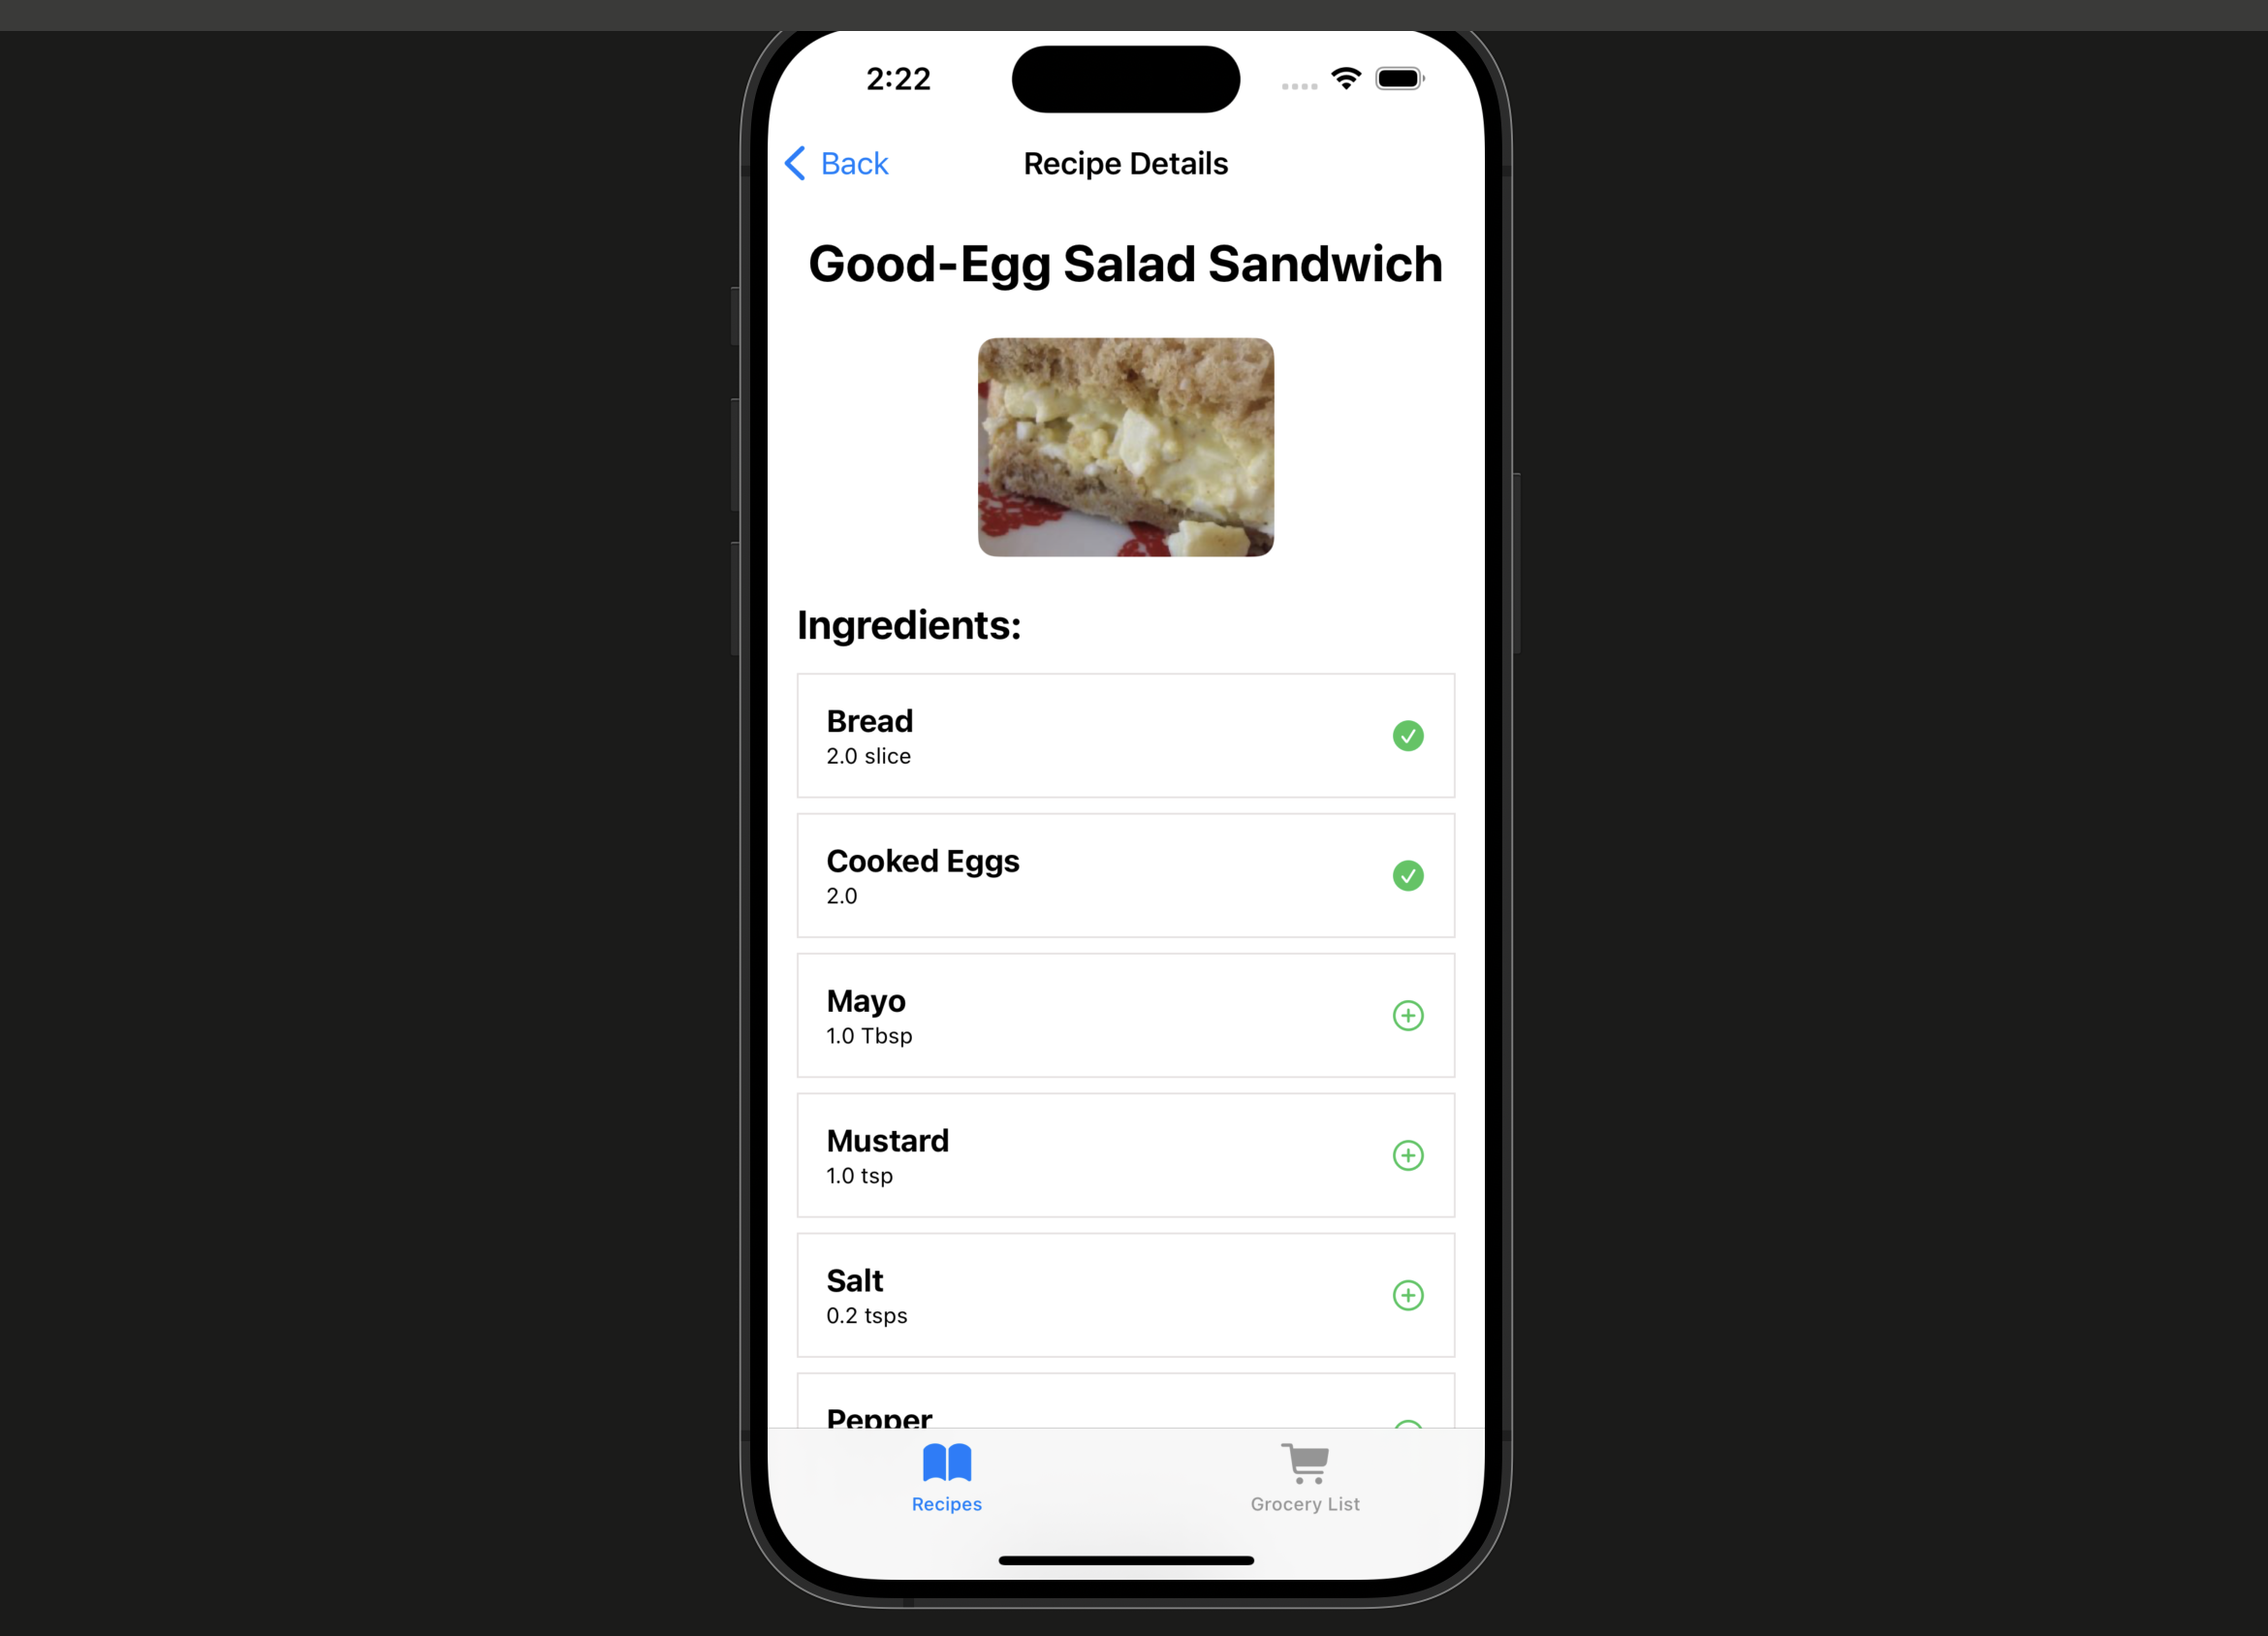 2:22
Back
Recipe Details
Good-Egg Salad Sandwich
Ingredients:
Bread
2.0 slice
Cooked Eggs
2.0
Mayo
1.0 Tbsp
Mustard
1.0 tsp
Salt
0.2 tsps
Pepper
Recipes
Grocery List